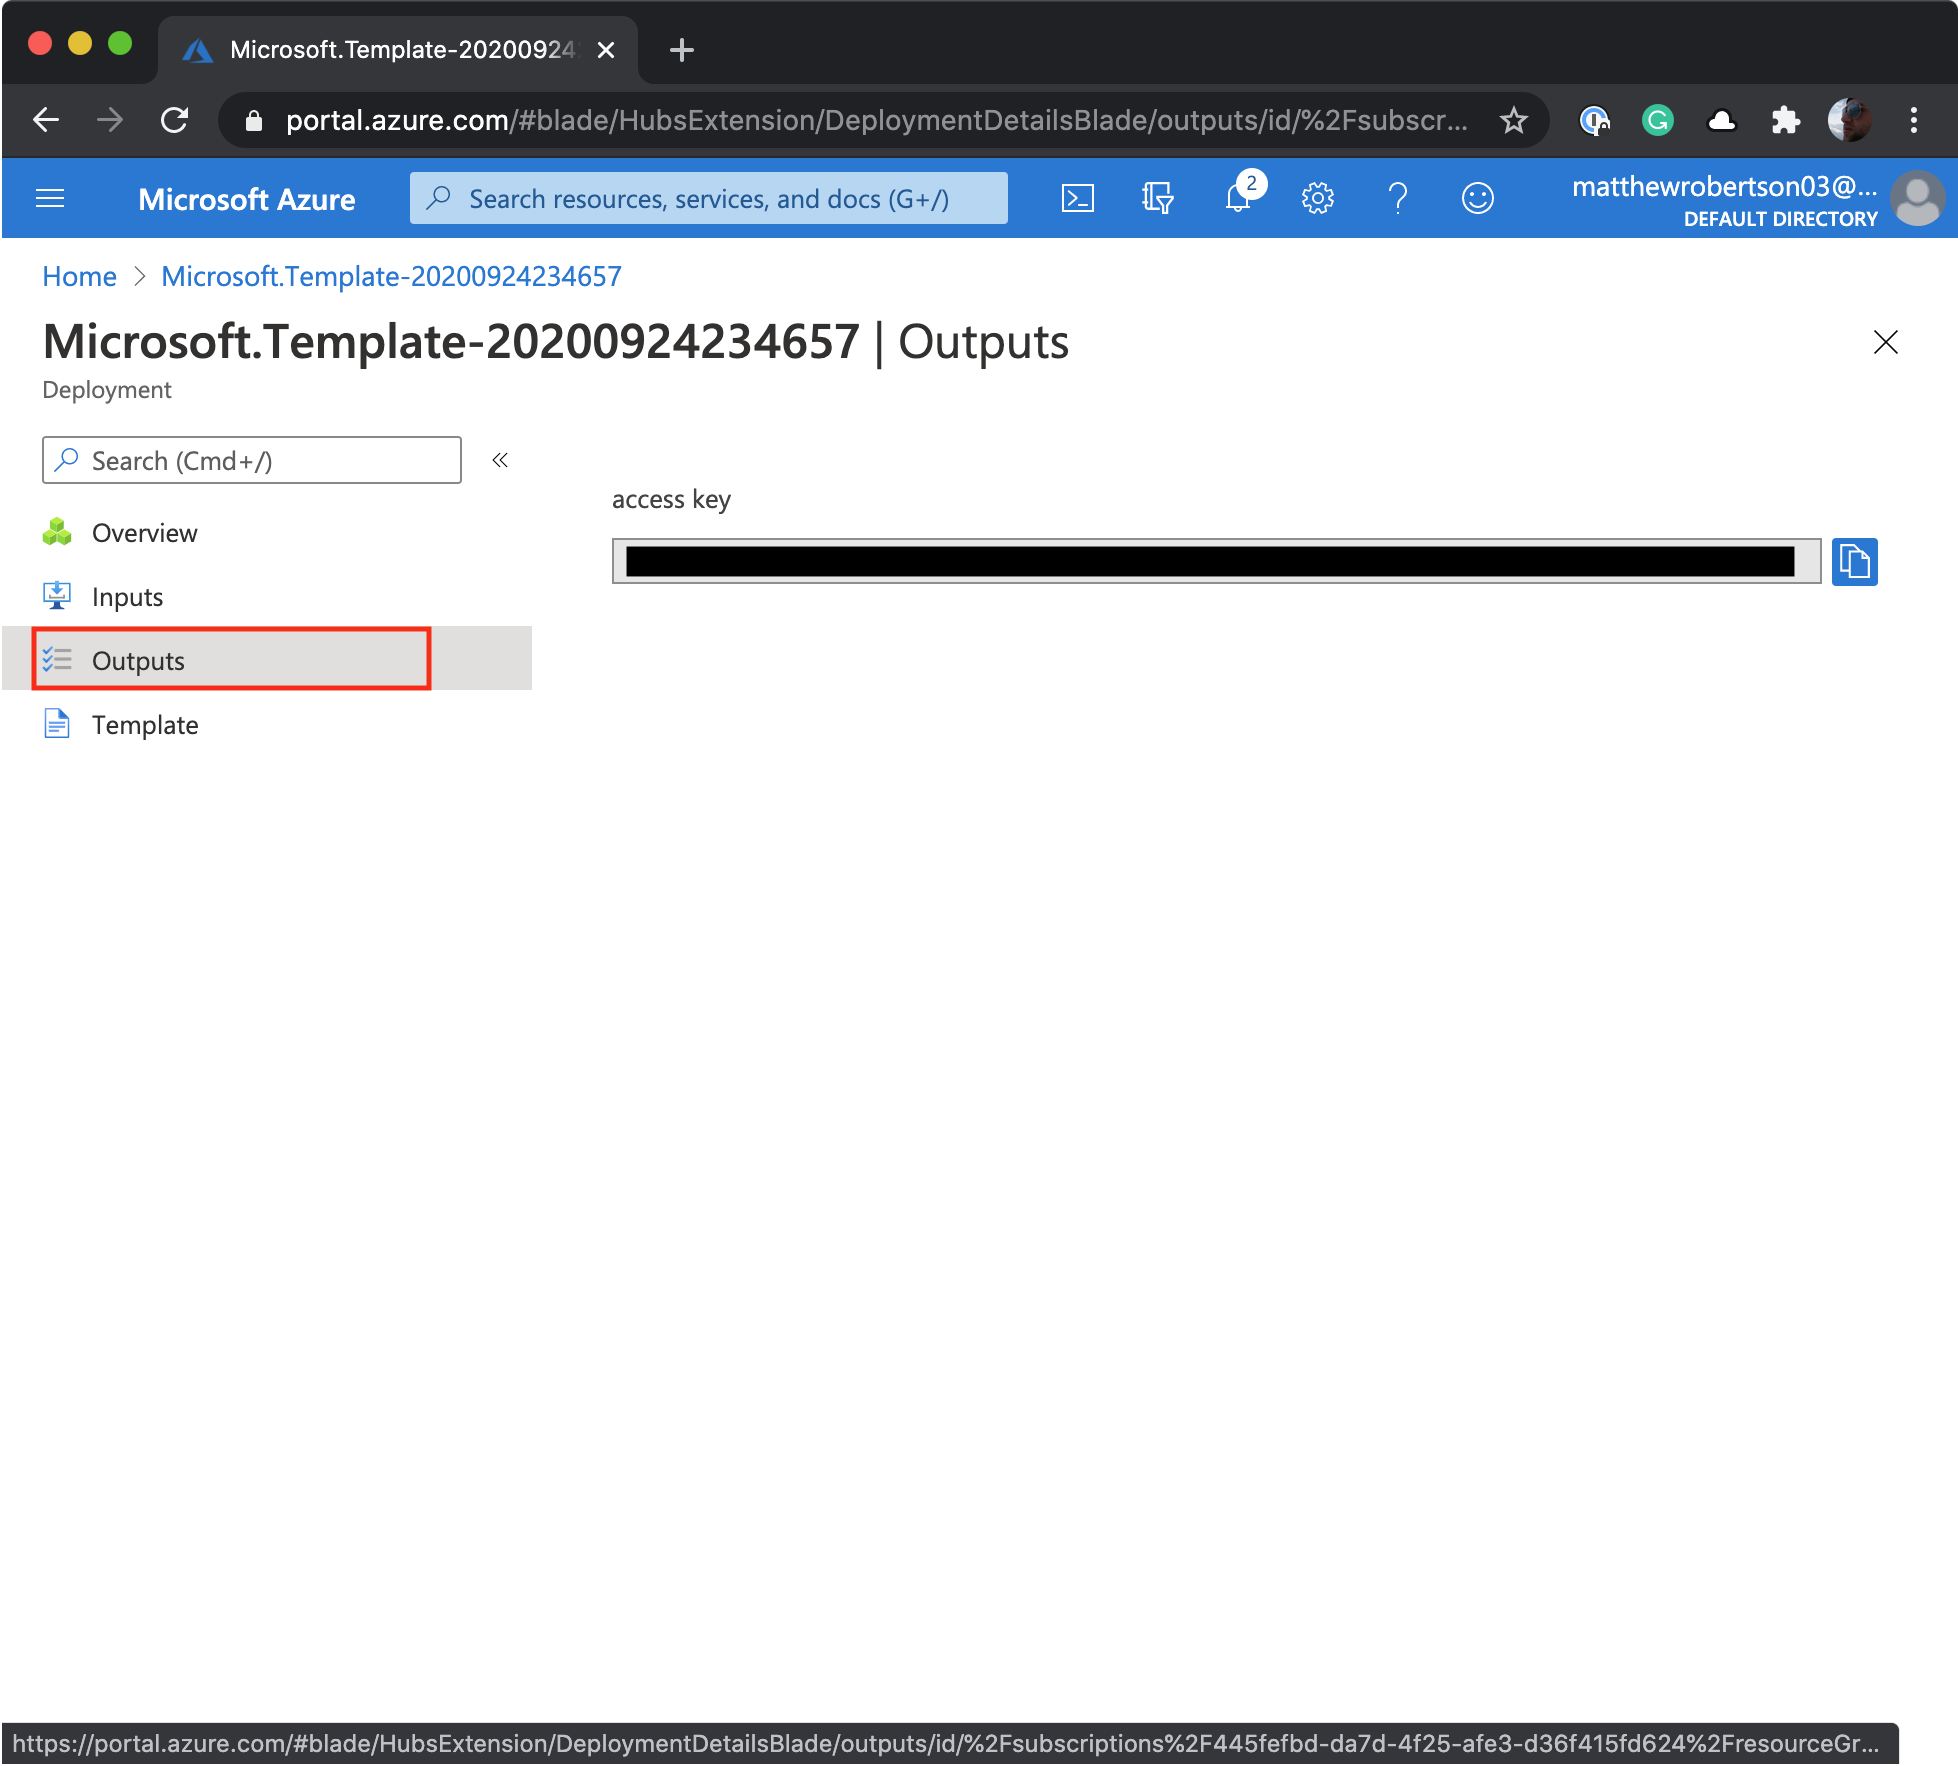 Microsoft.Template-20200924
portal.azure.com/#blade/HubsExtension/DeploymentDetailsBlade/outputs/id/%2Fsubscr...
Microsoft Azure
Search resources, services, and docs (G+/)
2
matthewrobertson03@...
DEFAULT DIRECTORY
Home > Microsoft.Template-20200924234657
Microsoft.Template-20200924234657 | Outputs
Deployment
Search (Cmd+/)
«
access key
Overview
Inputs
Outputs
Template
https://portal.azure.com/#blade/HubsExtension/DeploymentDetailsBlade/outputs/id/%2Fsubscriptions%2F445fefbd-da7d-4f25-afe3-d36f415fd624%2FresourceGr...